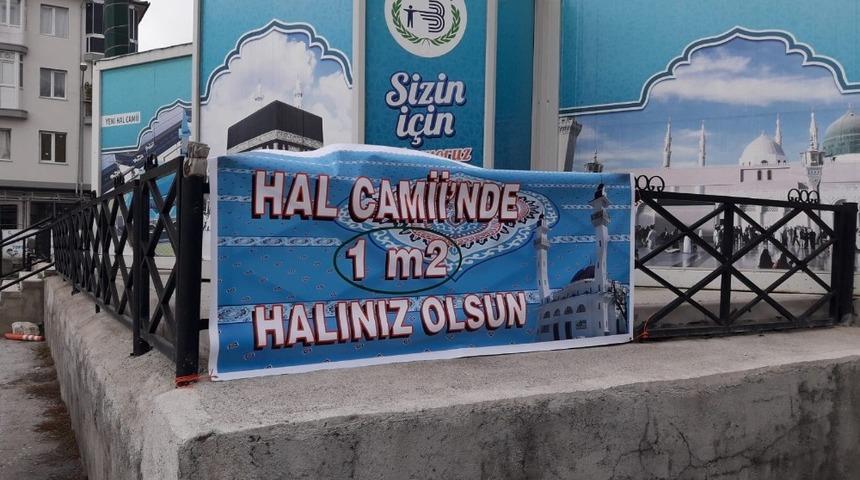 YENİ HAL CAMİİ
Sizin
için
HAL CAMİİ'NDE
1 m2
HALINIZ OLSUN